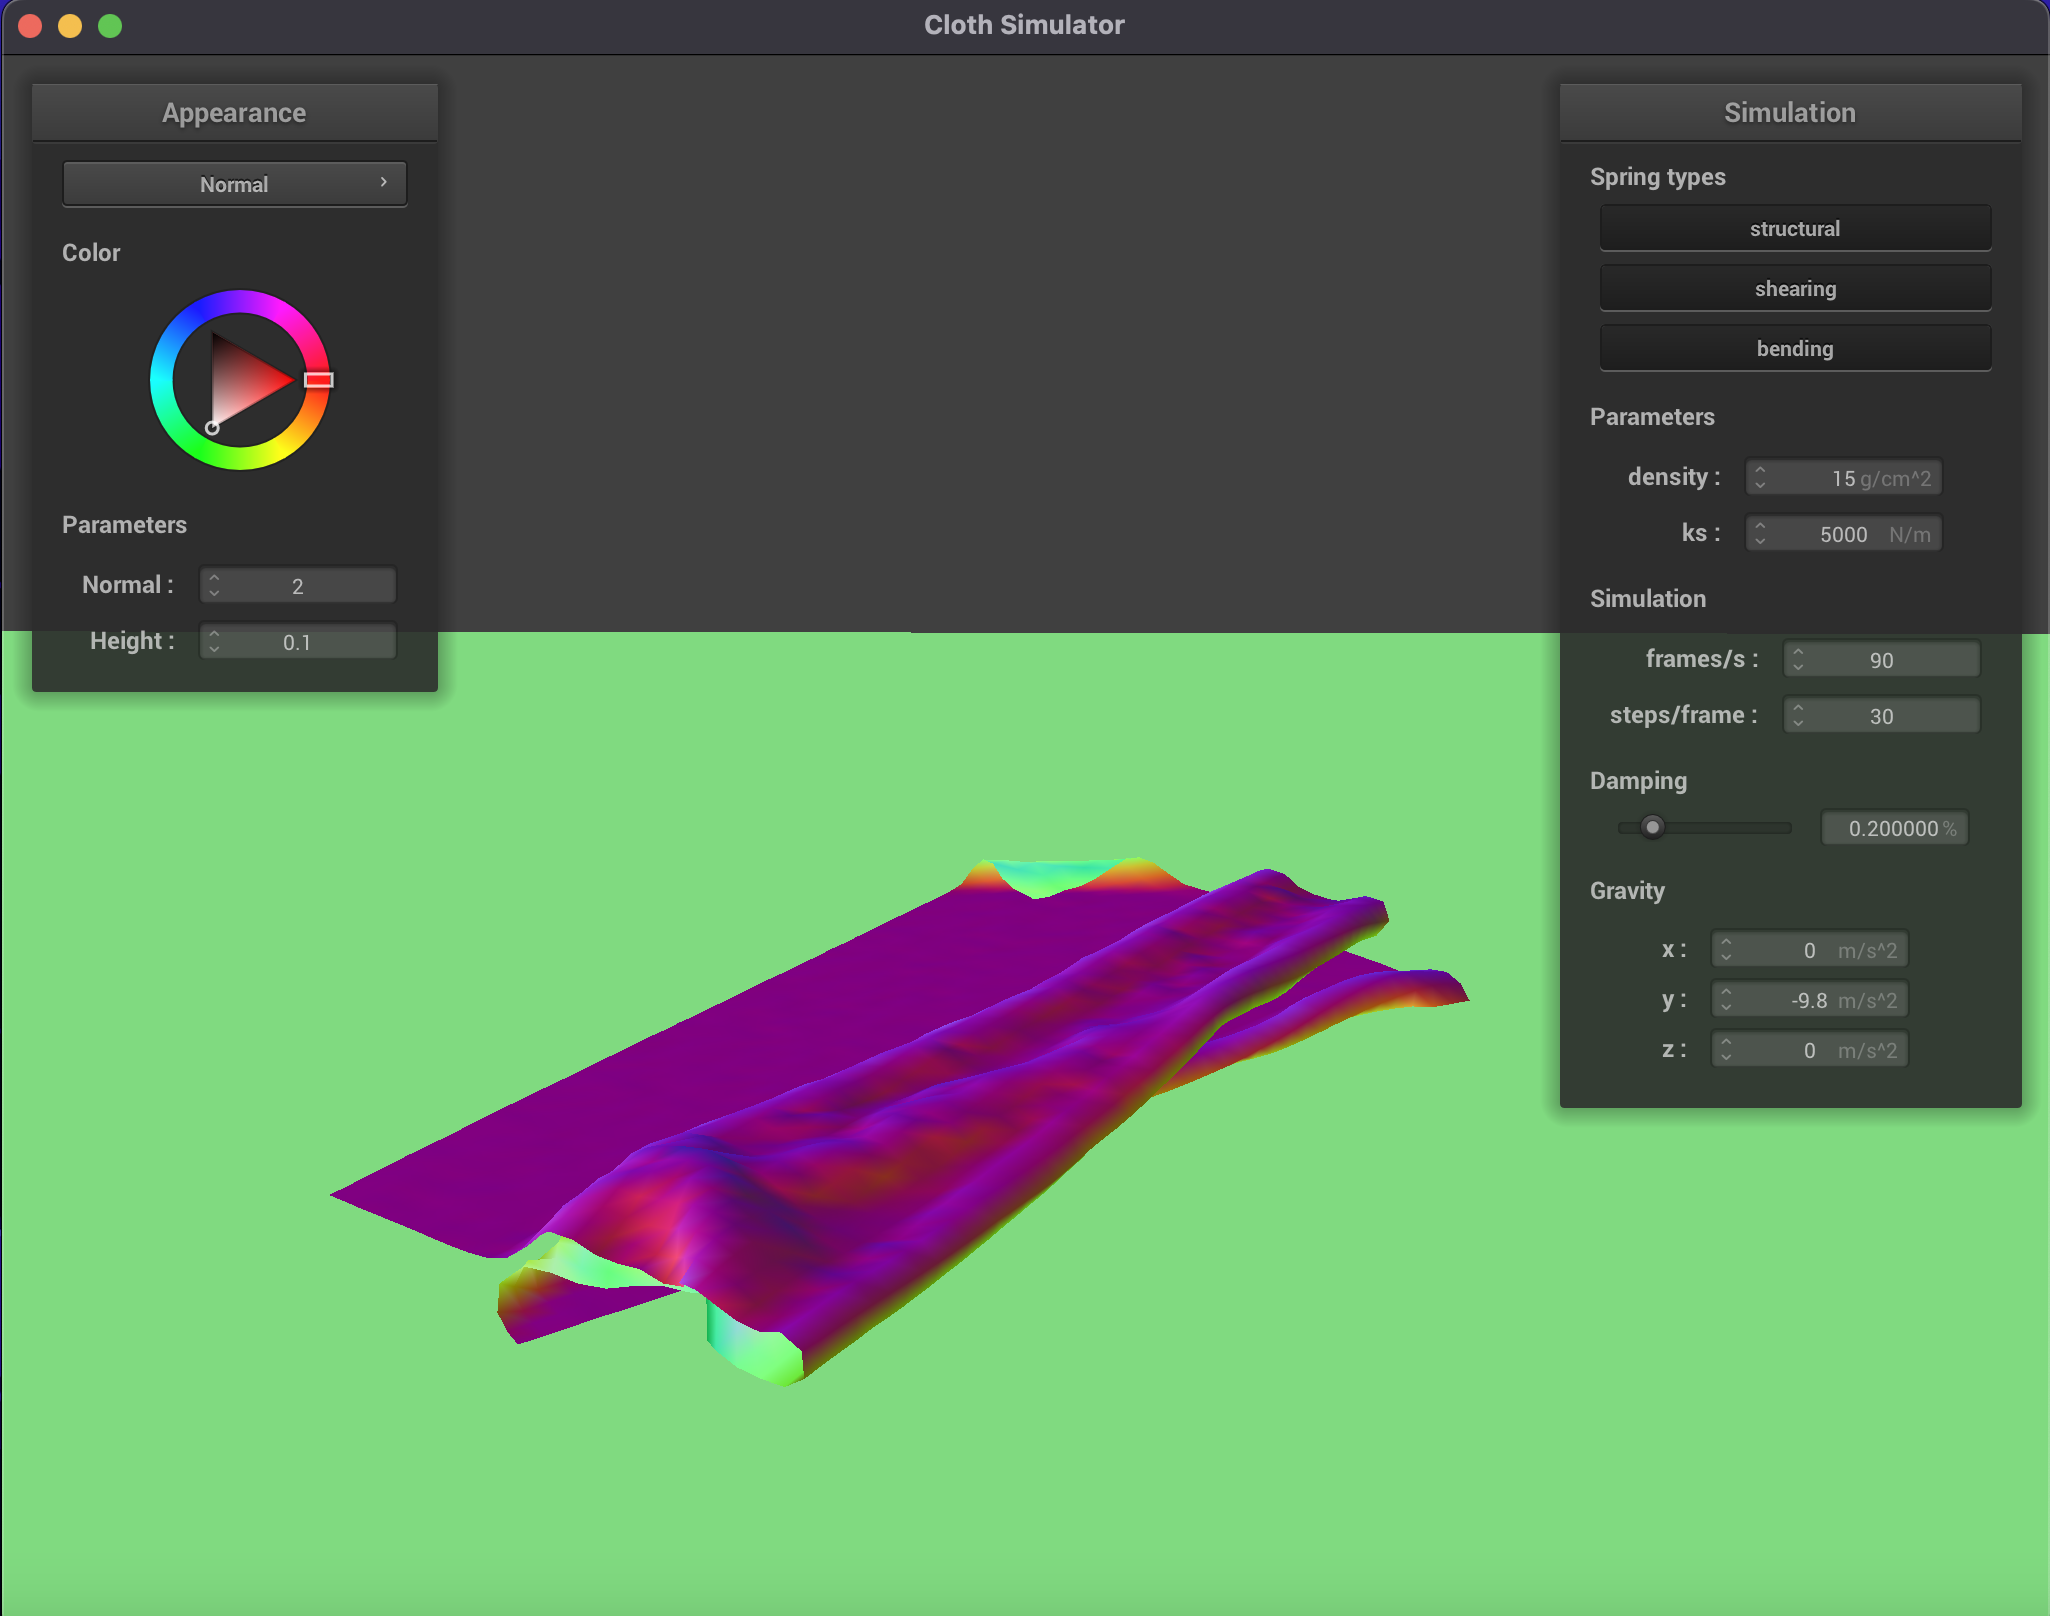 Cloth Simulator
Appearance
Normal
Color
Parameters
Normal : 2
Height : 0.1
Simulation
Spring types
structural
shearing
bending
Parameters
density : 15 g/cm^2
ks : 5000 N/m
Simulation
frames/s : 90
steps/frame : 30
Damping
0.200000 %
Gravity
x : 0 m/s^2
y : -9.8 m/s^2
z : 0 m/s^2